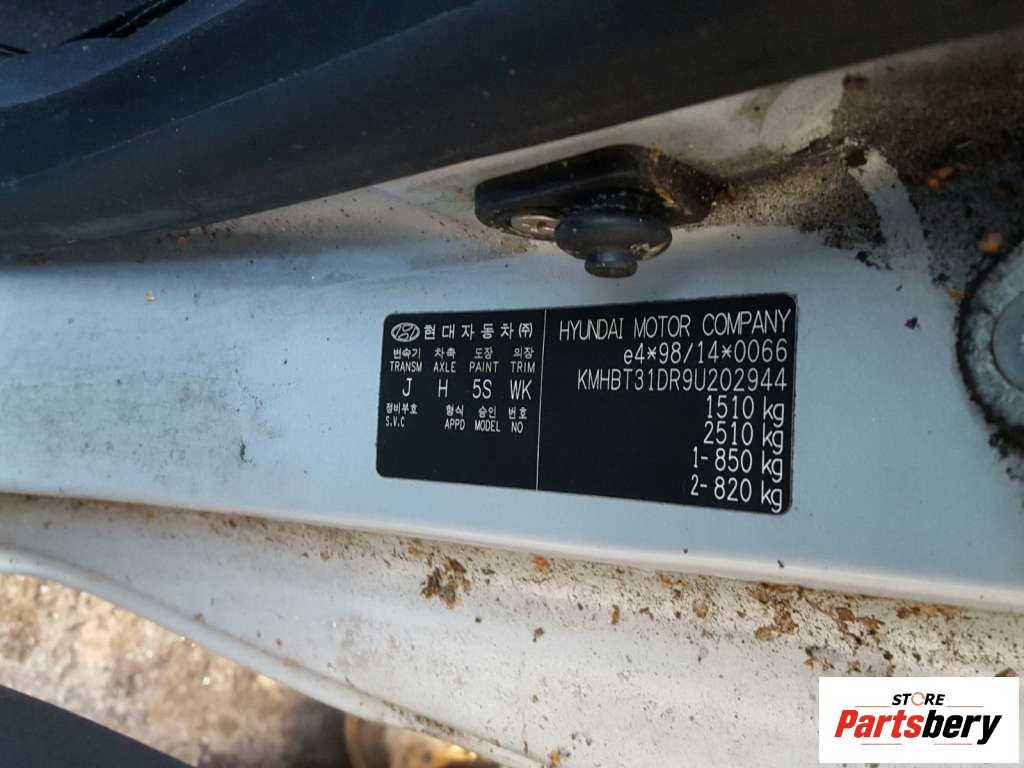 현대자동차㈜
변속기 차축 도장 의장
TRANSM AXLE PAINT TRIM
J H 5S WK
정비부호 형식 승인 번호
S.V.C APPD MODEL NO
HYUNDAI MOTOR COMPANY
e4*98/14*0066
KMHBT31DR9U202944
1510 kg
2510 kg
1- 850 kg
2- 820 kg
STORE
Partsbery